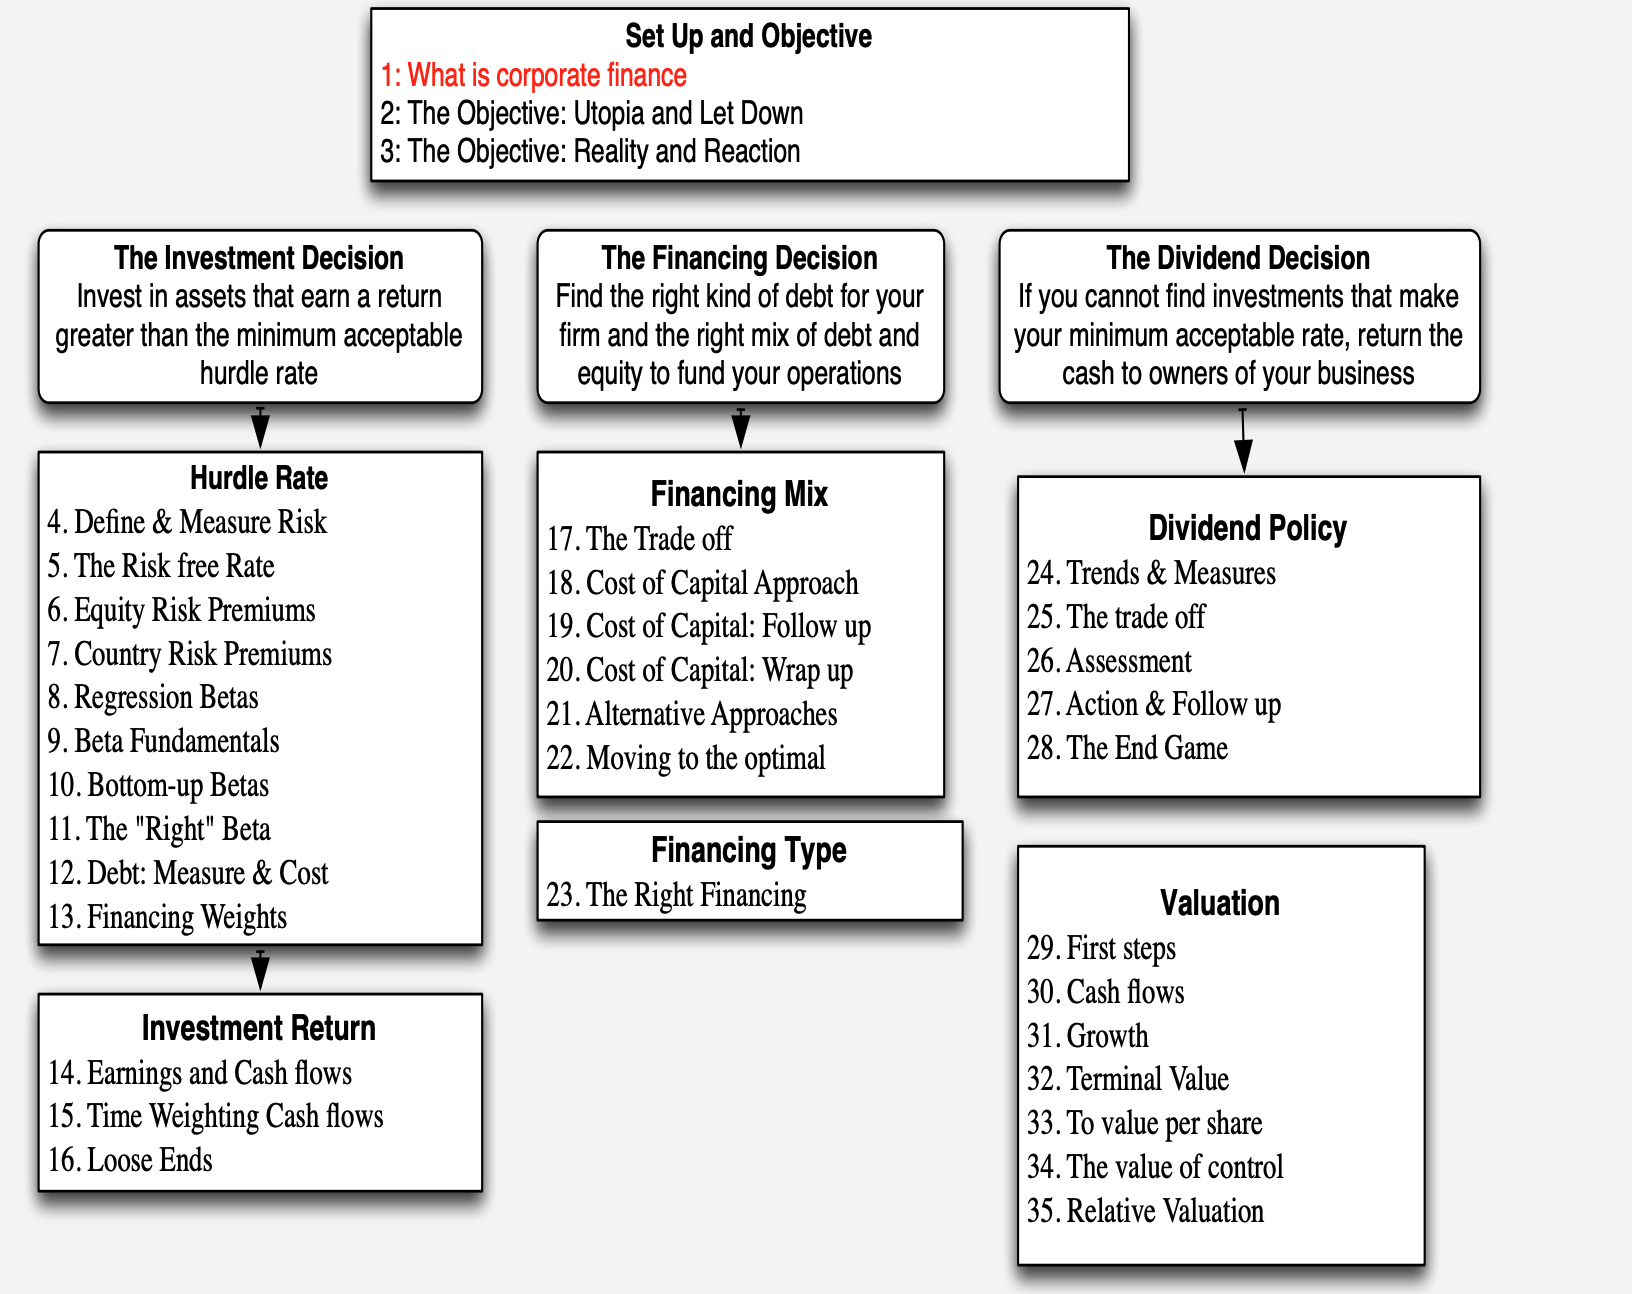 Set Up and Objective
1: What is corporate finance
2: The Objective: Utopia and Let Down
3: The Objective: Reality and Reaction
The Investment Decision
Invest in assets that earn a return
greater than the minimum acceptable
hurdle rate
The Financing Decision
Find the right kind of debt for your
firm and the right mix of debt and
equity to fund your operations
The Dividend Decision
If you cannot find investments that make
your minimum acceptable rate, return the
cash to owners of your business
Hurdle Rate
4. Define & Measure Risk
5. The Risk free Rate
6. Equity Risk Premiums
7. Country Risk Premiums
8. Regression Betas
9. Beta Fundamentals
10. Bottom-up Betas
11. The "Right" Beta
12. Debt: Measure & Cost
13. Financing Weights
Investment Return
14. Earnings and Cash flows
15. Time Weighting Cash flows
16. Loose Ends
Financing Mix
17. The Trade off
18. Cost of Capital Approach
19. Cost of Capital: Follow up
20. Cost of Capital: Wrap up
21. Alternative Approaches
22. Moving to the optimal
Financing Type
23. The Right Financing
Dividend Policy
24. Trends & Measures
25. The trade off
26. Assessment
27. Action & Follow up
28. The End Game
Valuation
29. First steps
30. Cash flows
31. Growth
32. Terminal Value
33. To value per share
34. The value of control
35. Relative Valuation